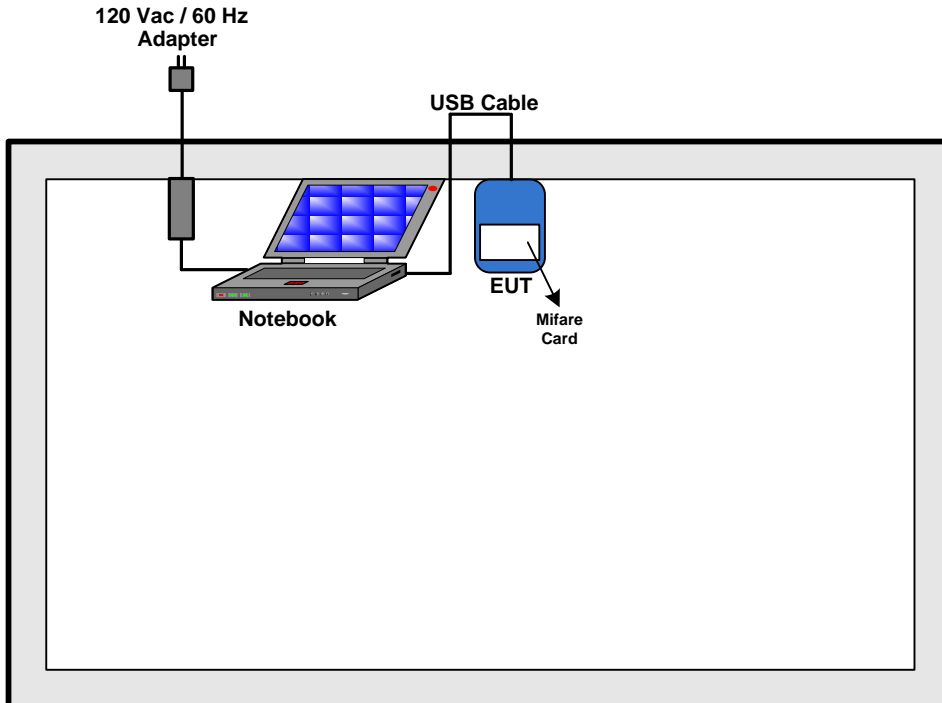 120 Vac / 60 Hz
Adapter
USB Cable
EUT
Notebook
Mifare
Card